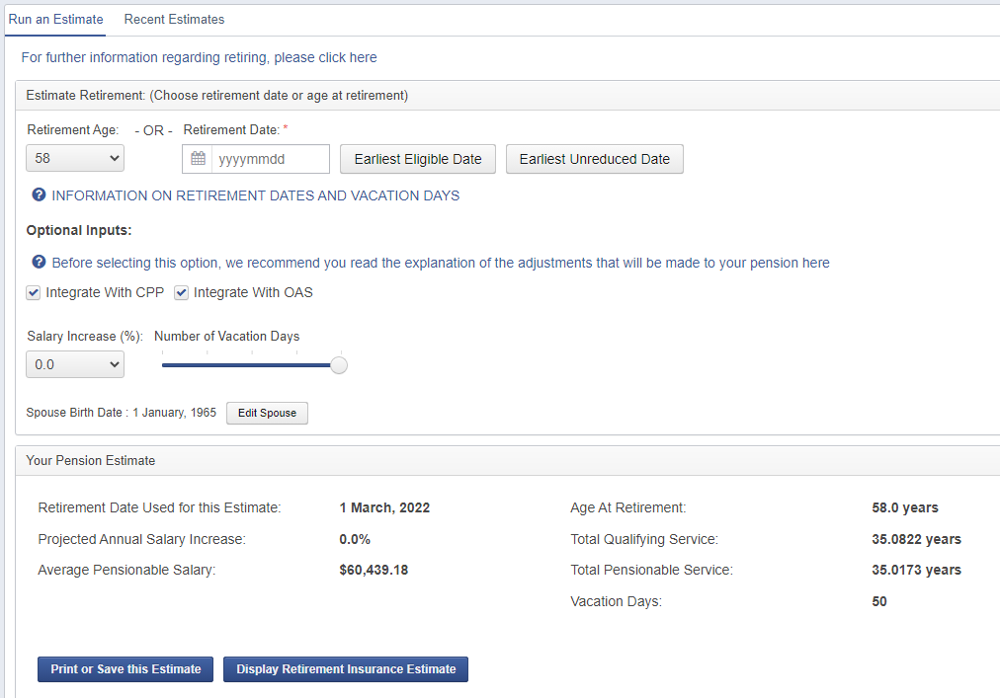 Run an Estimate Recent Estimates
For further information regarding retiring, please click here
Estimate Retirement: (Choose retirement date or age at retirement)
Retirement Age: - OR - Retirement Date: *
58 yyyymmdd Earliest Eligible Date Earliest Unreduced Date
? INFORMATION ON RETIREMENT DATES AND VACATION DAYS
Optional Inputs:
? Before selecting this option, we recommend you read the explanation of the adjustments that will be made to your pension here
Integrate With CPP Integrate With OAS
Salary Increase (%): Number of Vacation Days
0.0
Spouse Birth Date : 1 January, 1965 Edit Spouse
Your Pension Estimate
Retirement Date Used for this Estimate: 1 March, 2022 Age At Retirement: 58.0 years
Projected Annual Salary Increase: 0.0% Total Qualifying Service: 35.0822 years
Average Pensionable Salary: $60,439.18 Total Pensionable Service: 35.0173 years
Vacation Days: 50
Print or Save this Estimate Display Retirement Insurance Estimate